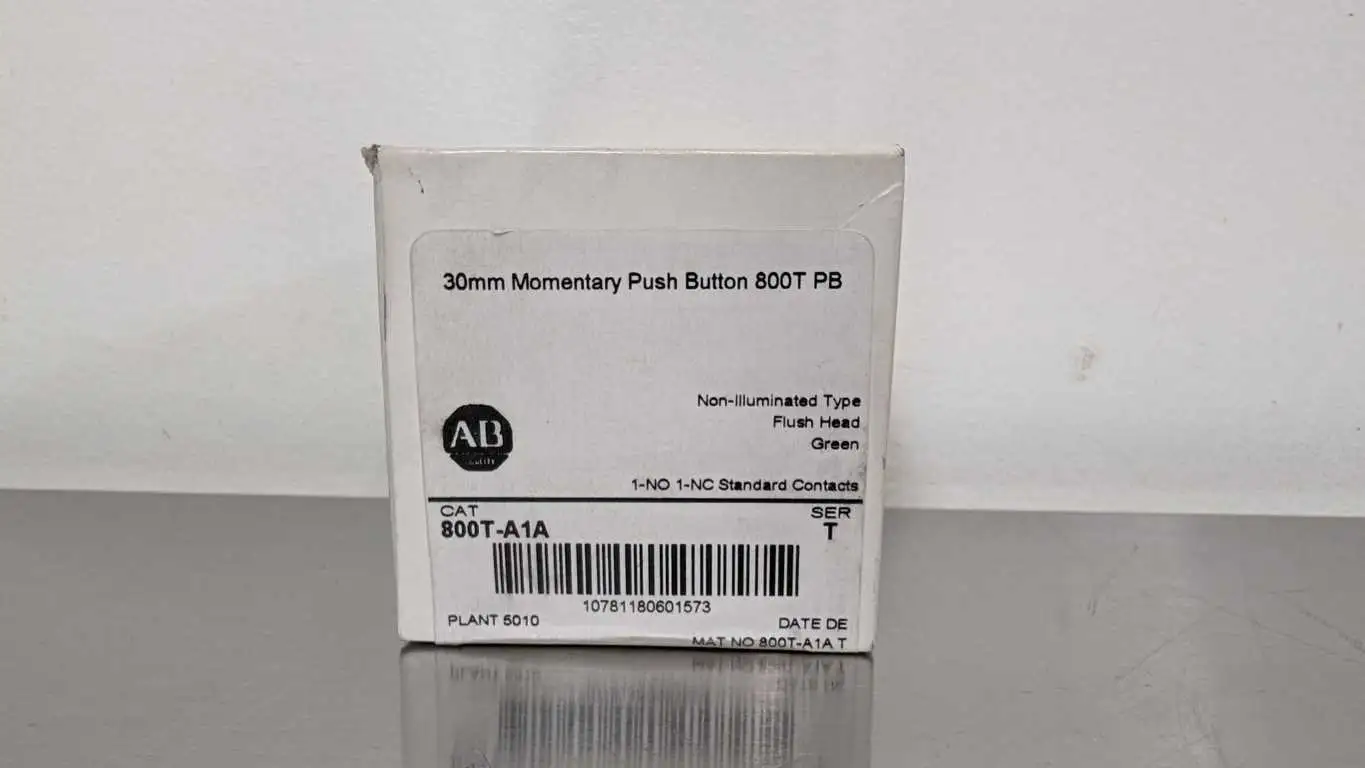 30mm Momentary Push Button 800T PB
Non-Illuminated Type
Flush Head
Green
AB
1-NO 1-NC Standard Contacts
CAT
SER
800T-A1A
T
10781180601573
PLANT 5010
DATE DE
MAT NO 800T-A1A T